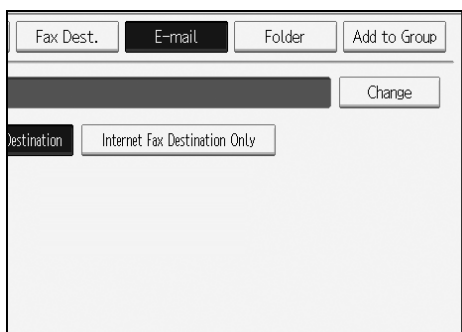 Fax Dest. E-mail Folder Add to Group
Change
Destination Internet Fax Destination Only